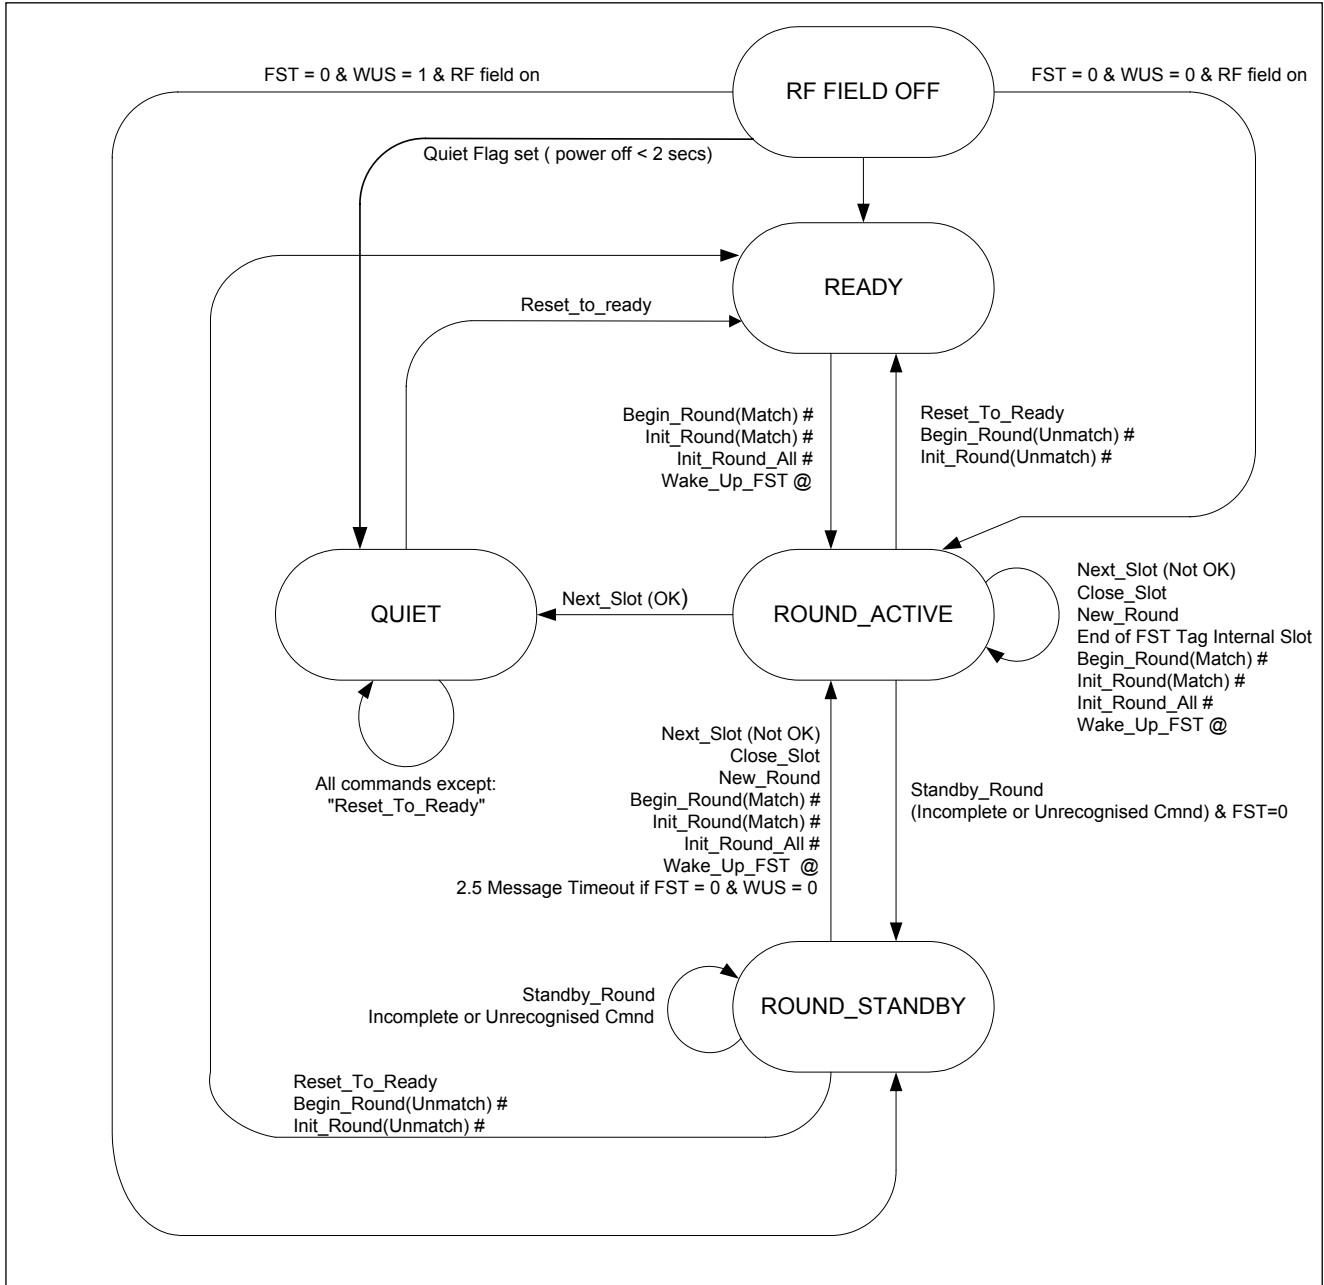 RF FIELD OFF
FST = 0 & WUS = 1 & RF field on
FST = 0 & WUS = 0 & RF field on
Quiet Flag set ( power off < 2 secs)
READY
Reset_to_ready
Begin_Round(Match) #
Init_Round(Match) #
Init_Round_All #
Wake_Up_FST @
Reset_To_Ready
Begin_Round(Unmatch) #
Init_Round(Unmatch) #
QUIET
Next_Slot (OK)
ROUND_ACTIVE
Next_Slot (Not OK)
Close_Slot
New_Round
End of FST Tag Internal Slot
Begin_Round(Match) #
Init_Round(Match) #
Init_Round_All #
Wake_Up_FST @
All commands except:
"Reset_To_Ready"
Next_Slot (Not OK)
Close_Slot
New_Round
Begin_Round(Match) #
Init_Round(Match) #
Init_Round_All #
Wake_Up_FST @
2.5 Message Timeout if FST = 0 & WUS = 0
Standby_Round
(Incomplete or Unrecognised Cmnd) & FST=0
Standby_Round
Incomplete or Unrecognised Cmnd
ROUND_STANDBY
Reset_To_Ready
Begin_Round(Unmatch) #
Init_Round(Unmatch) #